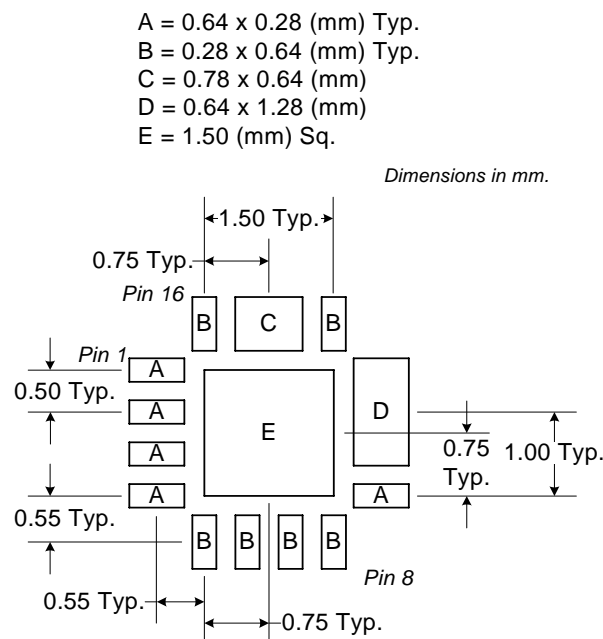 A = 0.64 x 0.28 (mm) Typ.
B = 0.28 x 0.64 (mm) Typ.
C = 0.78 x 0.64 (mm)
D = 0.64 x 1.28 (mm)
E = 1.50 (mm) Sq.
Dimensions in mm.
1.50 Typ.
0.75 Typ.
Pin 16
B
C
B
Pin 1
A
0.50 Typ.
A
D
E
A
0.75
Typ.
1.00 Typ.
A
A
0.55
Typ.
B
B
B
B
Pin 8
0.55 Typ.
0.75 Typ.